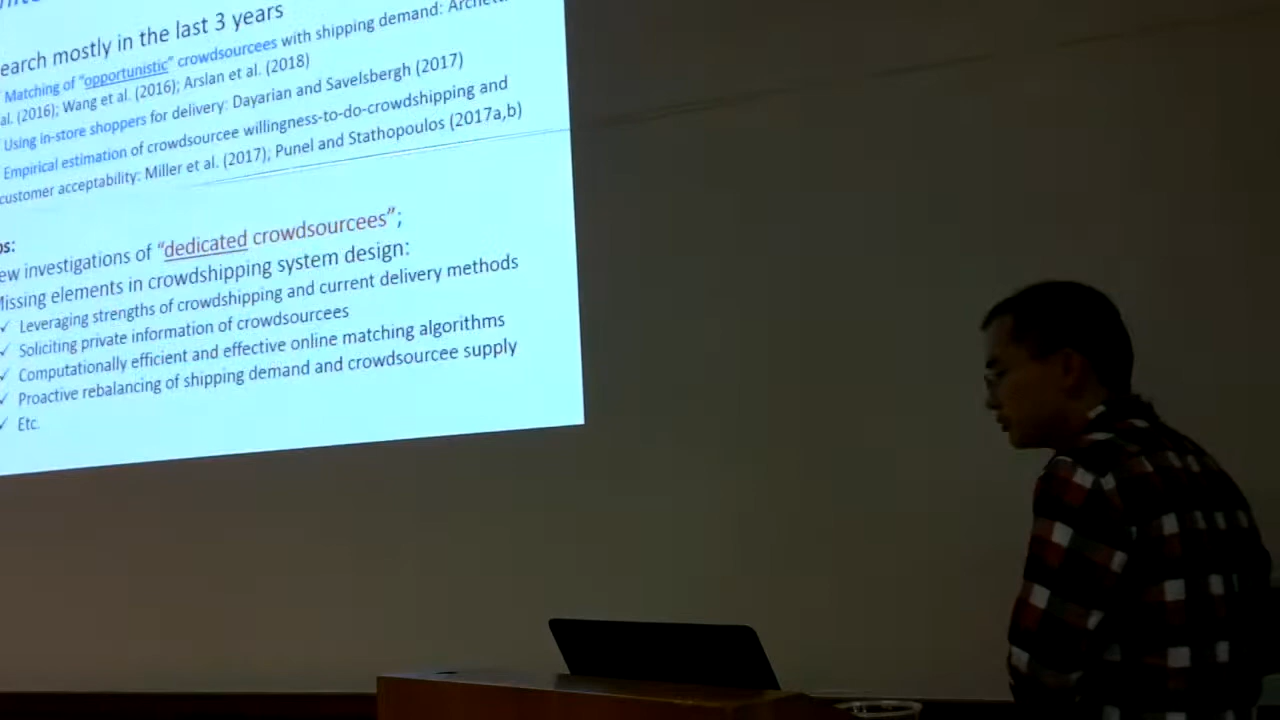 earch mostly in the last 3 years
Matching of "opportunistic" crowdsourcees with shipping demand: Archetti
al. (2016); Wang et al. (2016); Arslan et al. (2018)
Using in-store shoppers for delivery: Dayarian and Savelsbergh (2017)
Empirical estimation of crowdsourcee willingness-to-do-crowdshipping and
customer acceptability: Miller et al. (2017); Punel and Stathopoulos (2017a,b)
ps:
ew investigations of "dedicated crowdsourcees";
Missing elements in crowdshipping system design:
✓ Leveraging strengths of crowdshipping and current delivery methods
✓ Soliciting private information of crowdsourcees
✓ Computationally efficient and effective online matching algorithms
✓ Proactive rebalancing of shipping demand and crowdsourcee supply
✓ Etc.